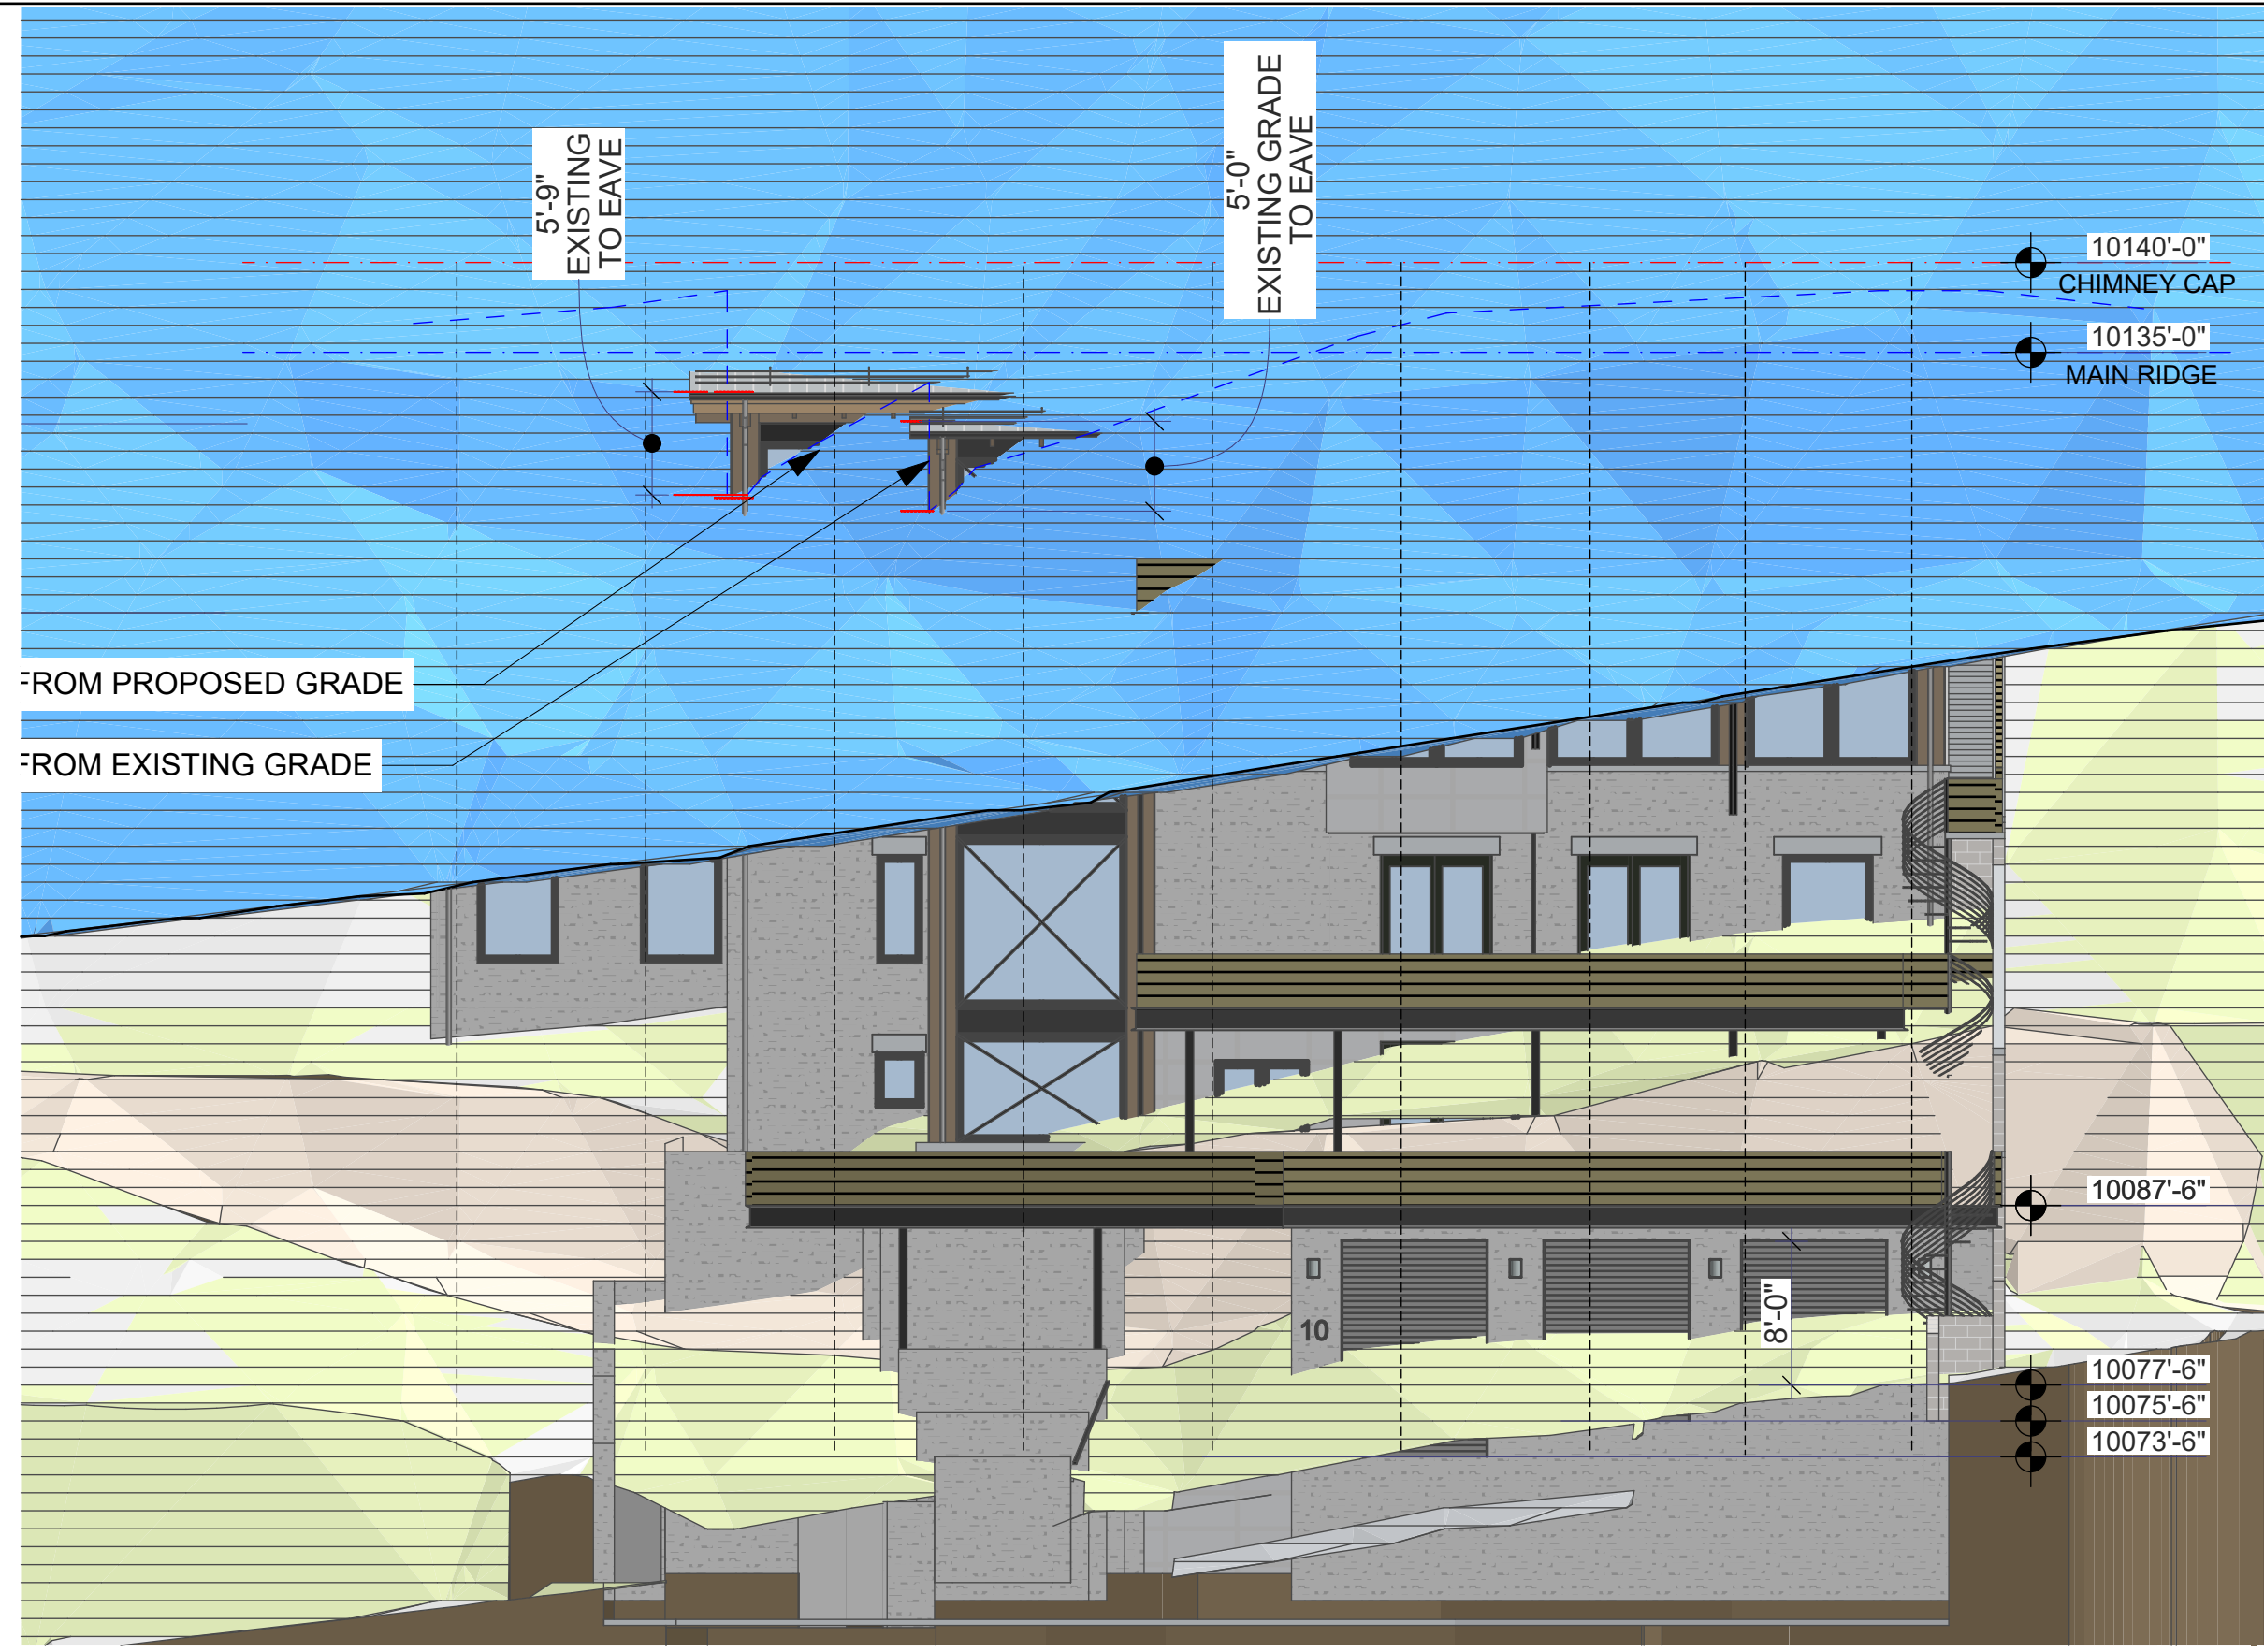 5'-9"
EXISTING
TO EAVE
5'-0"
EXISTING GRADE
TO EAVE
10140'-0"
CHIMNEY CAP
10135'-0"
MAIN RIDGE
FROM PROPOSED GRADE
FROM EXISTING GRADE
10087'-6"
8'-0"
10
10077'-6"
10075'-6"
10073'-6"